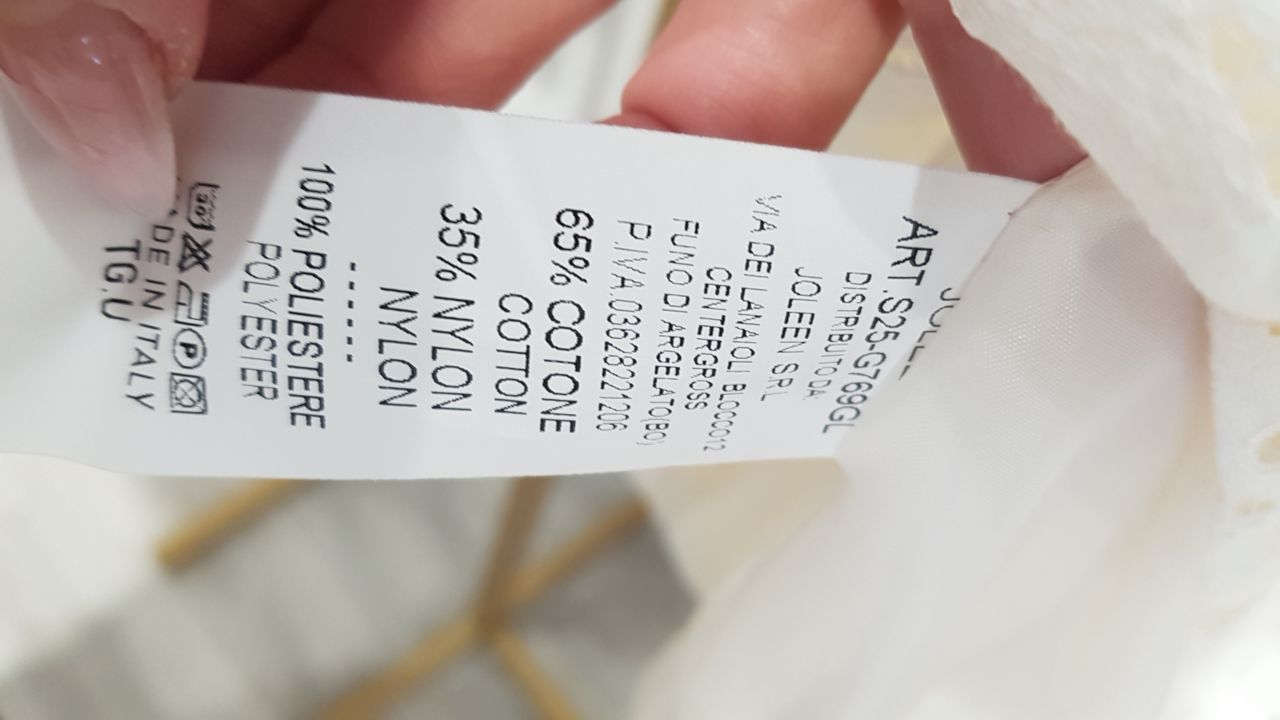 ART.S25-G769GL
DISTRIBUITO DA:
JOLEEN S.R.L
VIA DEI LANAIOLI BLOCCO12
CENTERGROSS
FUNO DI ARGELATO(BO)
P.IVA.03628221206
65% COTONE
COTTON
35% NYLON
NYLON
-----
100% POLIESTERE
POLYESTER
30 P
DE IN ITALY
TG.U